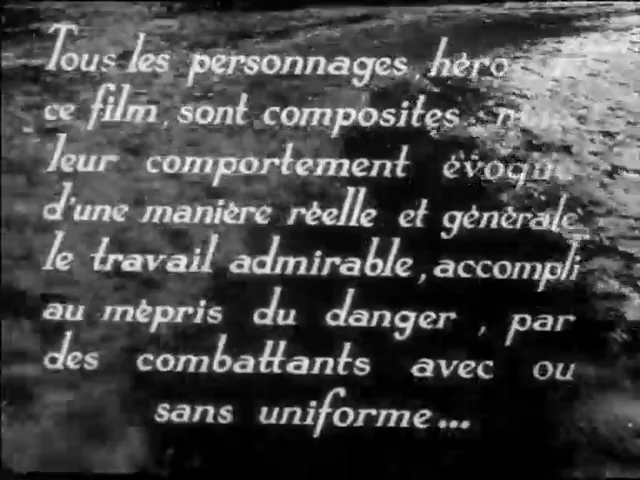 Tous les personnages, héro
ce film, sont composites
leur comportement évoque
d'une manière réelle et générale,
le travail admirable, accompli
au mépris du danger, par
des combattants avec ou
sans uniforme...